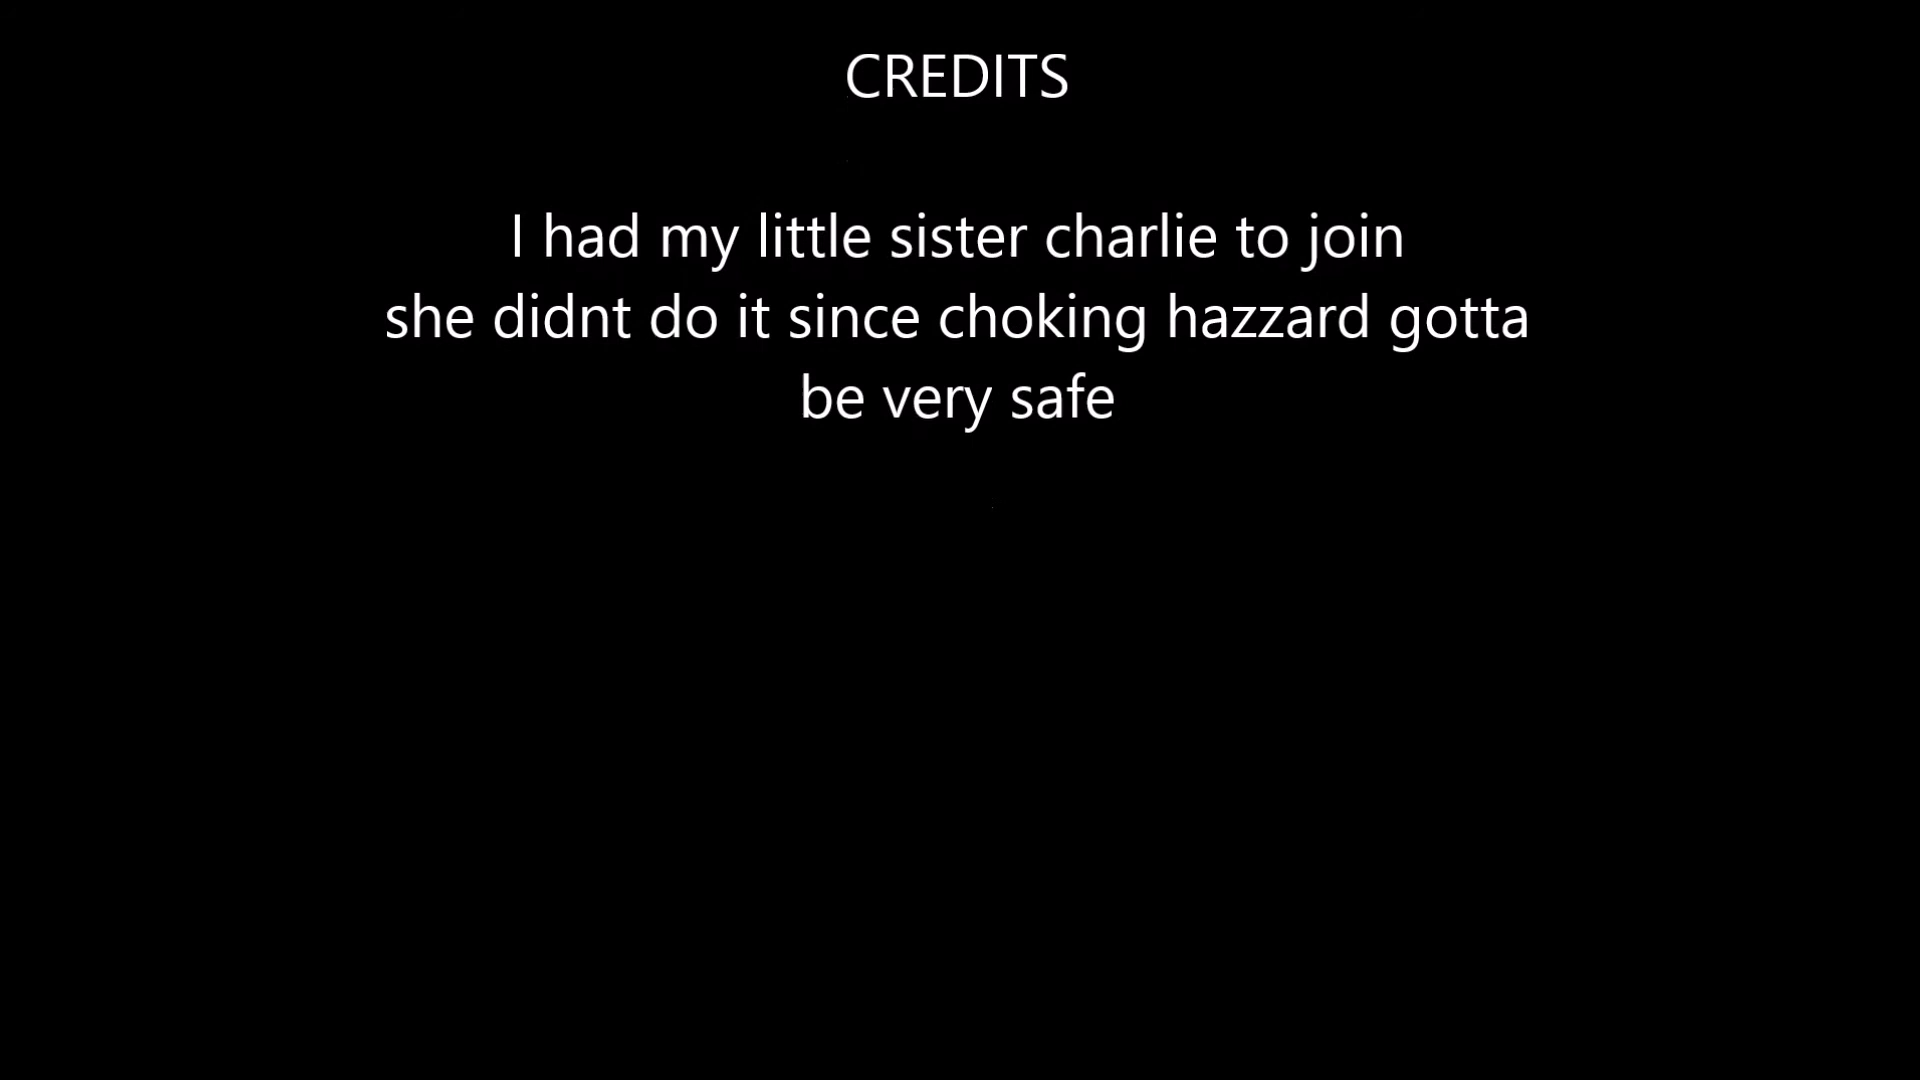 CREDITS
I had my little sister charlie to join
she didnt do it since choking hazzard gotta
be very safe